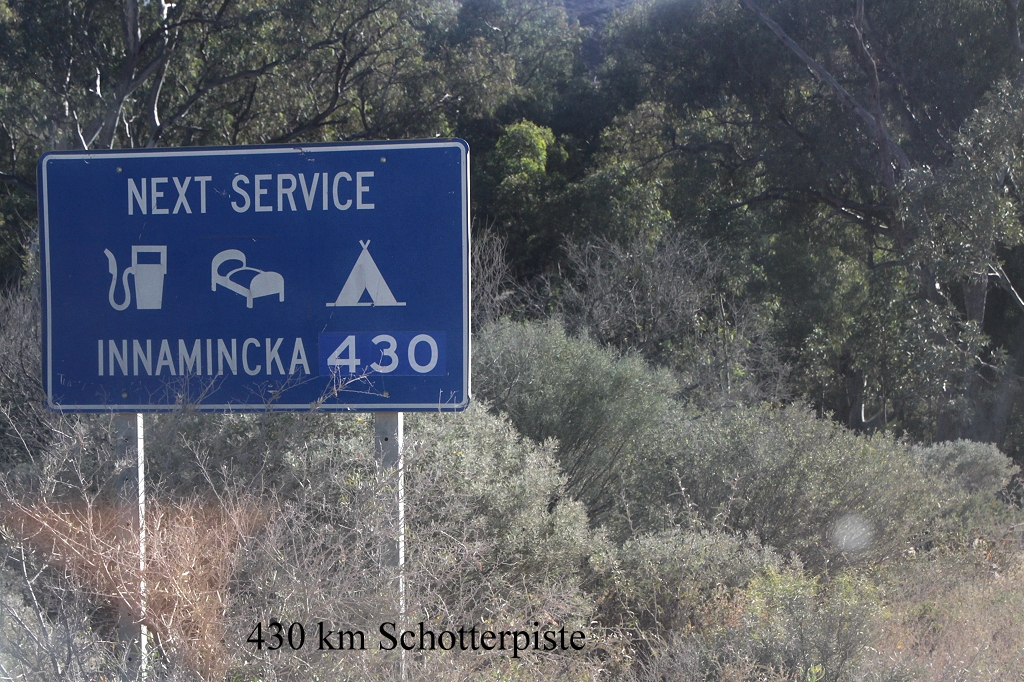 NEXT SERVICE
INNAMINCKA 430
430 km Schotterpiste